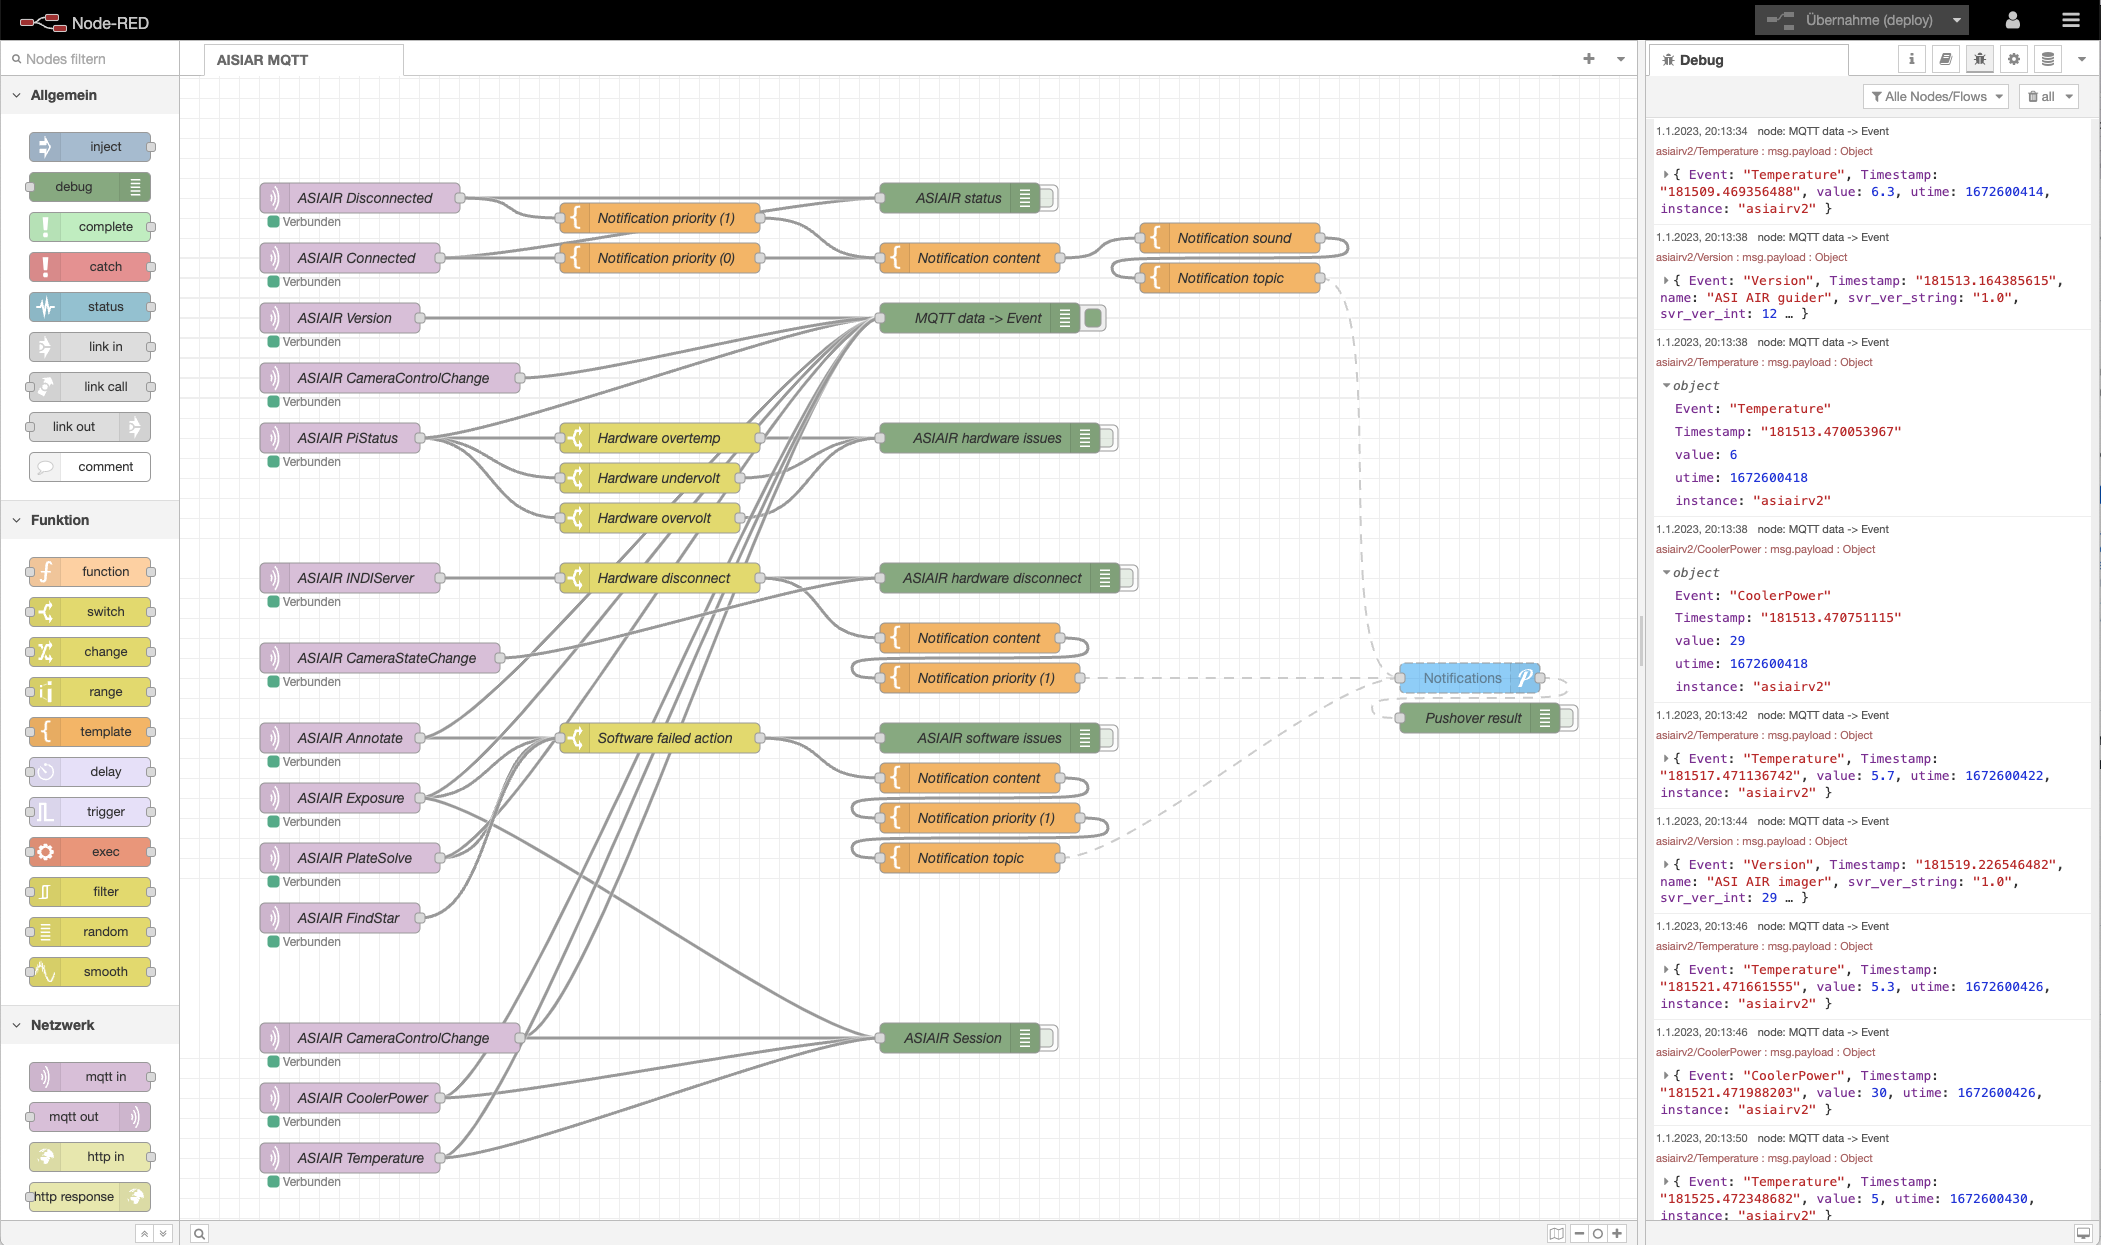 Node-RED
Übernahme (deploy)
Nodes filtern
Allgemein
inject
debug
complete
catch
status
link in
link call
link out
comment
Funktion
function
switch
change
range
template
delay
trigger
exec
filter
random
smooth
Netzwerk
mqtt in
mqtt out
http in
http response
AISIAR MQTT
ASIAIR Disconnected
Verbunden
Notification priority (1)
ASIAIR status
ASIAIR Connected
Verbunden
Notification priority (0)
Notification content
Notification sound
Notification topic
ASIAIR Version
Verbunden
MQTT data -> Event
ASIAIR CameraControlChange
Verbunden
ASIAIR PiStatus
Verbunden
Hardware overtemp
ASIAIR hardware issues
Hardware undervolt
Hardware overvolt
ASIAIR INDIServer
Verbunden
Hardware disconnect
ASIAIR hardware disconnect
Notification content
ASIAIR CameraStateChange
Verbunden
Notification priority (1)
Notifications
Pushover result
ASIAIR Annotate
Verbunden
Software failed action
ASIAIR software issues
Notification content
ASIAIR Exposure
Verbunden
Notification priority (1)
ASIAIR PlateSolve
Verbunden
Notification topic
ASIAIR FindStar
Verbunden
ASIAIR CameraControlChange
Verbunden
ASIAIR Session
ASIAIR CoolerPower
Verbunden
ASIAIR Temperature
Verbunden
Debug
i
Alle Nodes/Flows
all
1.1.2023, 20:13:34 node: MQTT data -> Event
asiairv2/Temperature : msg.payload : Object
{ Event: "Temperature", Timestamp:
"181509.469356488", value: 6.3, utime: 1672600414,
instance: "asiairv2" }
1.1.2023, 20:13:38 node: MQTT data -> Event
asiairv2/Version : msg.payload : Object
{ Event: "Version", Timestamp: "181513.164385615",
name: "ASI AIR guider", svr_ver_string: "1.0",
svr_ver_int: 12 … }
1.1.2023, 20:13:38 node: MQTT data -> Event
asiairv2/Temperature : msg.payload : Object
object
Event: "Temperature"
Timestamp: "181513.470053967"
value: 6
utime: 1672600418
instance: "asiairv2"
1.1.2023, 20:13:38 node: MQTT data -> Event
asiairv2/CoolerPower : msg.payload : Object
object
Event: "CoolerPower"
Timestamp: "181513.470751115"
value: 29
utime: 1672600418
instance: "asiairv2"
1.1.2023, 20:13:42 node: MQTT data -> Event
asiairv2/Temperature : msg.payload : Object
{ Event: "Temperature", Timestamp:
"181517.471136742", value: 5.7, utime: 1672600422,
instance: "asiairv2" }
1.1.2023, 20:13:44 node: MQTT data -> Event
asiairv2/Version : msg.payload : Object
{ Event: "Version", Timestamp: "181519.226546482",
name: "ASI AIR imager", svr_ver_string: "1.0",
svr_ver_int: 29 … }
1.1.2023, 20:13:46 node: MQTT data -> Event
asiairv2/Temperature : msg.payload : Object
{ Event: "Temperature", Timestamp:
"181521.471661555", value: 5.3, utime: 1672600426,
instance: "asiairv2" }
1.1.2023, 20:13:46 node: MQTT data -> Event
asiairv2/CoolerPower : msg.payload : Object
{ Event: "CoolerPower", Timestamp:
"181521.471988203", value: 30, utime: 1672600426,
instance: "asiairv2" }
1.1.2023, 20:13:50 node: MQTT data -> Event
asiairv2/Temperature : msg.payload : Object
{ Event: "Temperature", Timestamp:
"181525.472348682", value: 5, utime: 1672600430,
instance: "asiairv2" }